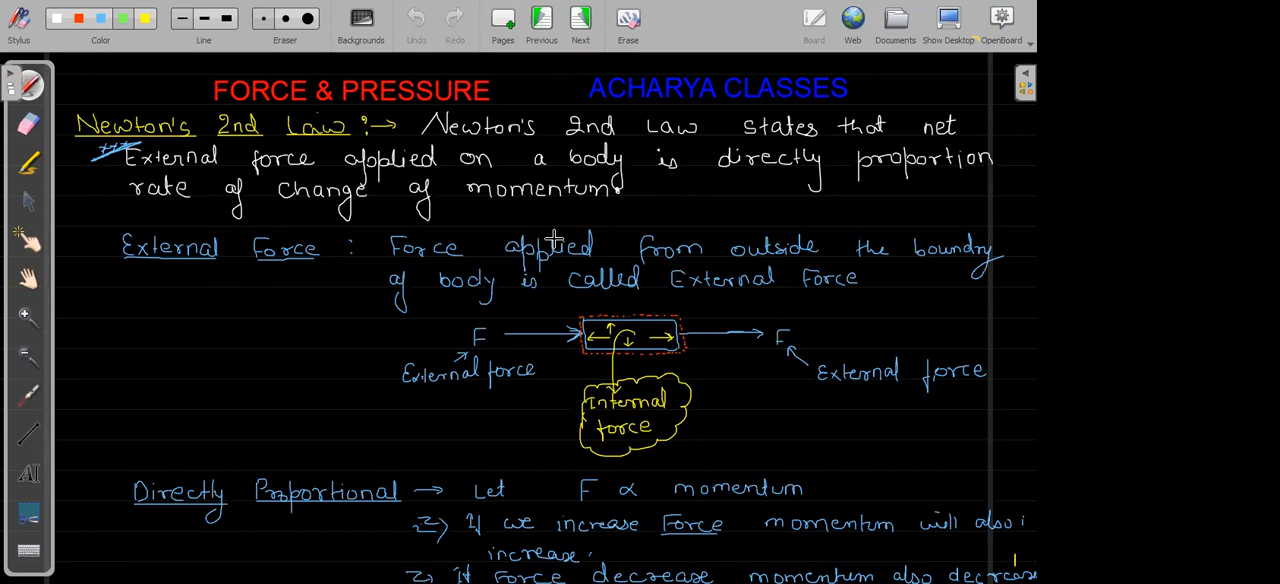 Stylus Color Line Eraser Backgrounds Undo Redo Pages Previous Next Erase Board Web Documents Show Desktop OpenBoard
FORCE & PRESSURE ACHARYA CLASSES
Newton's 2nd Law :→ Newton's 2nd Law states that net
External force applied on a body is directly proportion
rate of change of momentum.
External Force : Force applied from outside the boundry
of body is called External Force
F F
External force External force
Internal
force
Directly Proportional → Let F ∝ momentum
If we increase Force momentum will also i
increase.
if Force decrease momentum also decrease